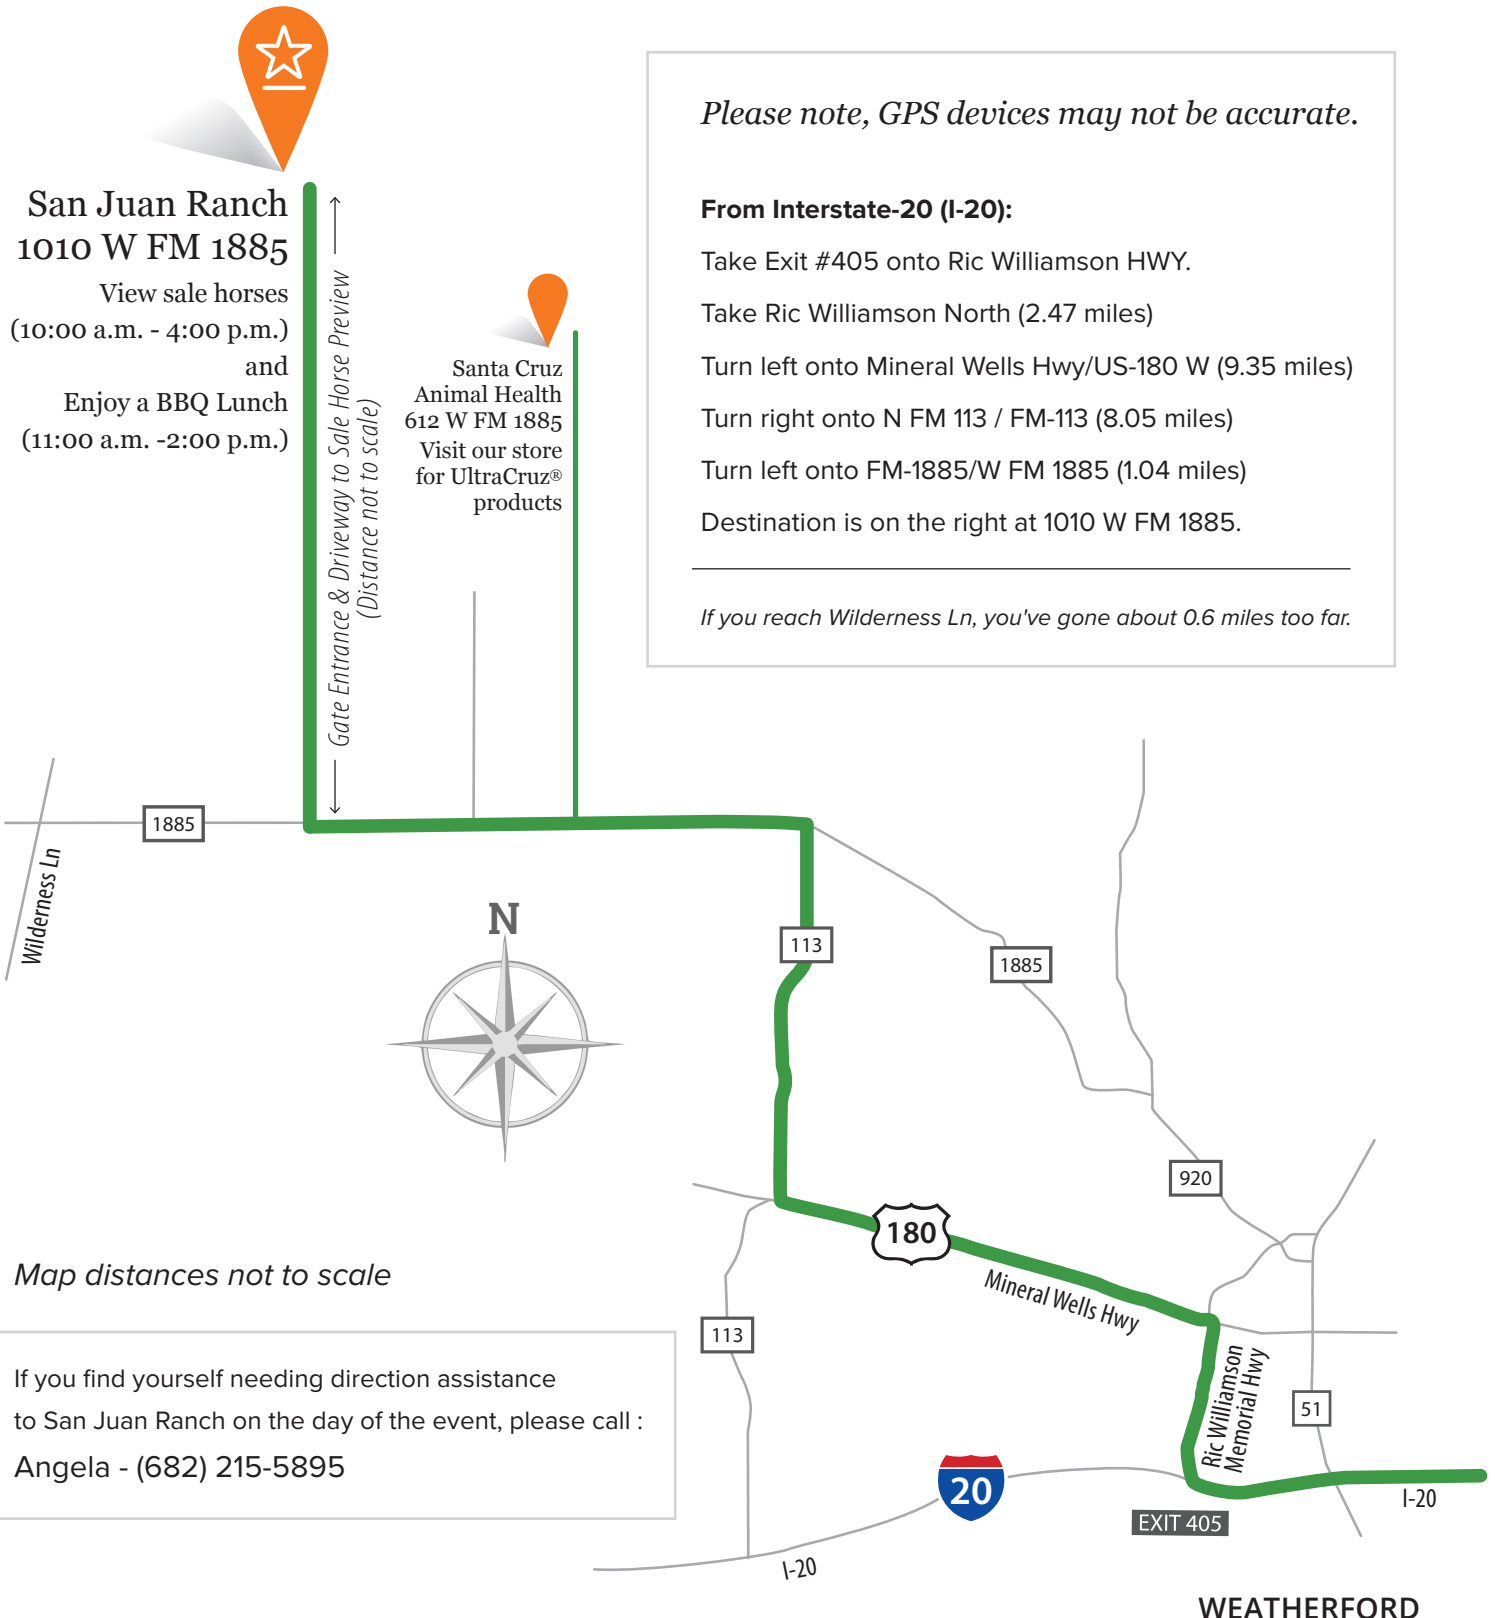 San Juan Ranch
1010 W FM 1885
View sale horses
(10:00 a.m. - 4:00 p.m.)
and
Enjoy a BBQ Lunch
(11:00 a.m. -2:00 p.m.)
Gate Entrance & Driveway to Sale Horse Preview
(Distance not to scale)
Santa Cruz
Animal Health
612 W FM 1885
Visit our store
for UltraCruz®
products
Please note, GPS devices may not be accurate.
From Interstate-20 (I-20):
Take Exit #405 onto Ric Williamson HWY.
Take Ric Williamson North (2.47 miles)
Turn left onto Mineral Wells Hwy/US-180 W (9.35 miles)
Turn right onto N FM 113 / FM-113 (8.05 miles)
Turn left onto FM-1885/W FM 1885 (1.04 miles)
Destination is on the right at 1010 W FM 1885.
If you reach Wilderness Ln, you've gone about 0.6 miles too far.
1885
Wilderness Ln
N
113
1885
920
180
Mineral Wells Hwy
Map distances not to scale
113
Ric Williamson
Memorial Hwy
51
If you find yourself needing direction assistance
to San Juan Ranch on the day of the event, please call :
Angela - (682) 215-5895
20
I-20
EXIT 405
I-20
WEATHERFORD